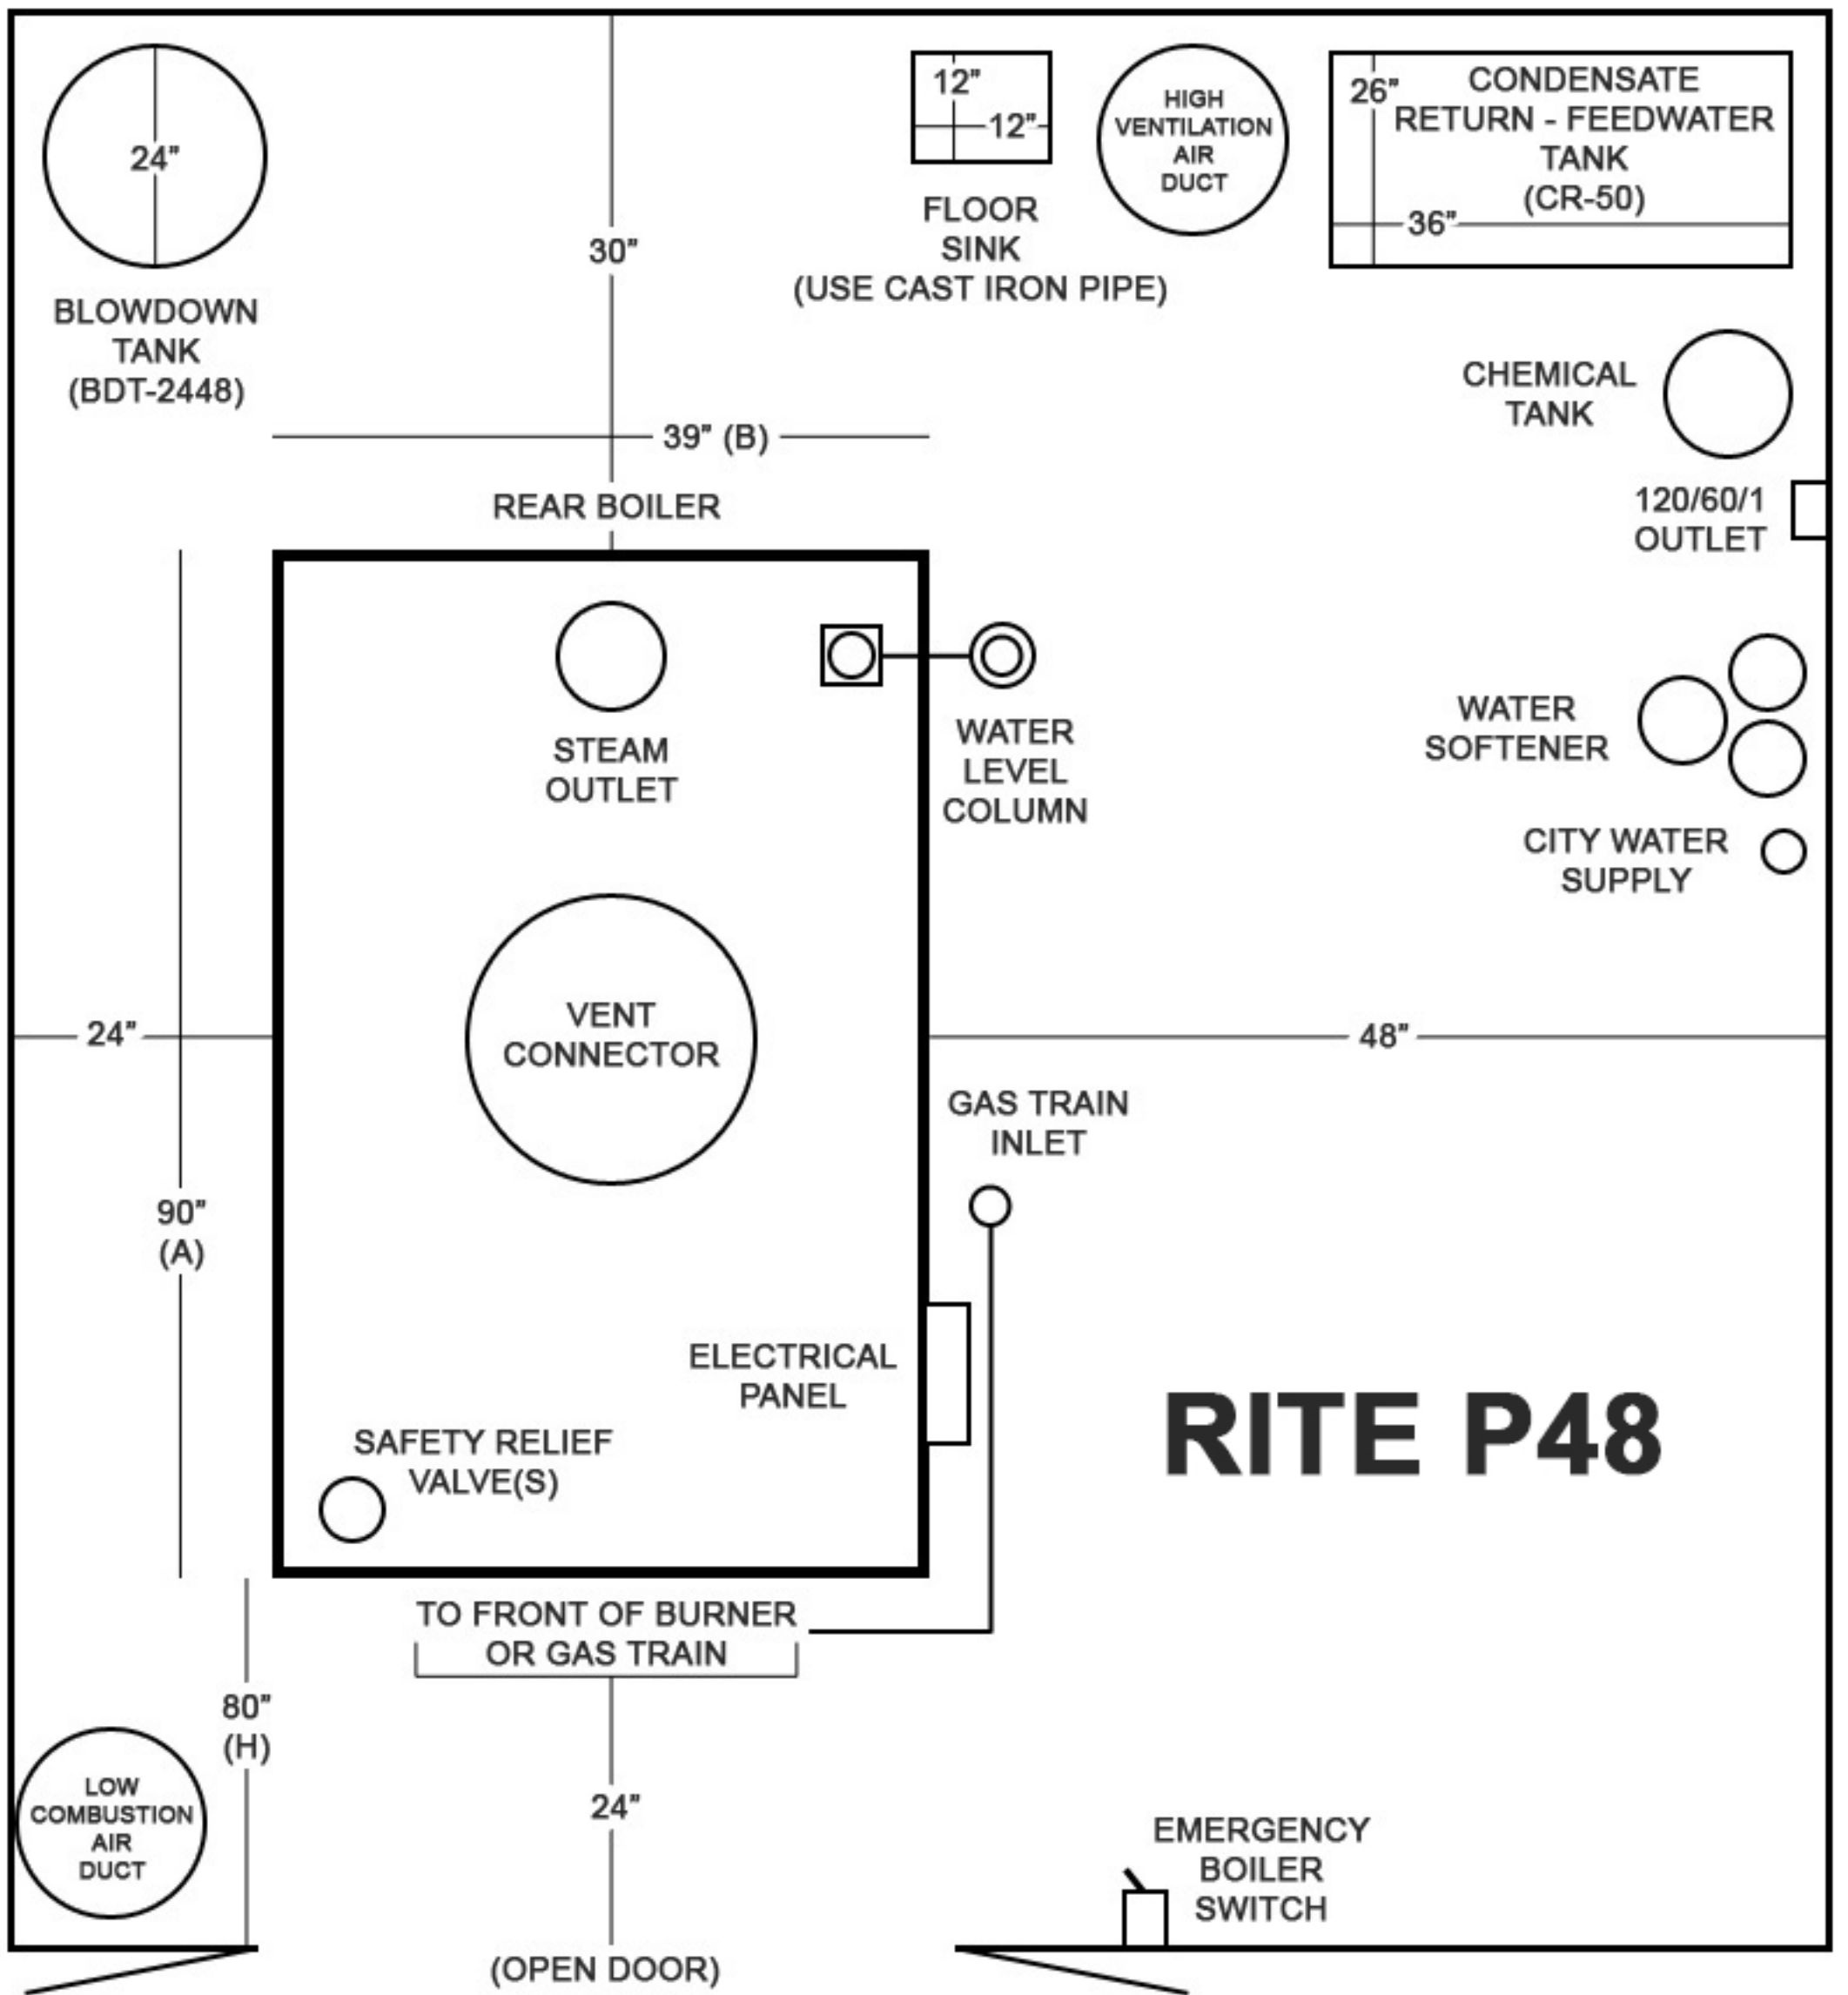 24”
BLOWDOWN
TANK
(BDT-2448)
30”
12”
12”
FLOOR
SINK
(USE CAST IRON PIPE)
HIGH
VENTILATION
AIR
DUCT
26”
CONDENSATE
RETURN - FEEDWATER
TANK
(CR-50)
36”
CHEMICAL
TANK
39” (B)
REAR BOILER
120/60/1
OUTLET
STEAM
OUTLET
WATER
LEVEL
COLUMN
WATER
SOFTENER
CITY WATER
SUPPLY
24”
VENT
CONNECTOR
48”
GAS TRAIN
INLET
90”
(A)
ELECTRICAL
PANEL
RITE P48
SAFETY RELIEF
VALVE(S)
TO FRONT OF BURNER
OR GAS TRAIN
80”
(H)
LOW
COMBUSTION
AIR
DUCT
24”
EMERGENCY
BOILER
SWITCH
(OPEN DOOR)